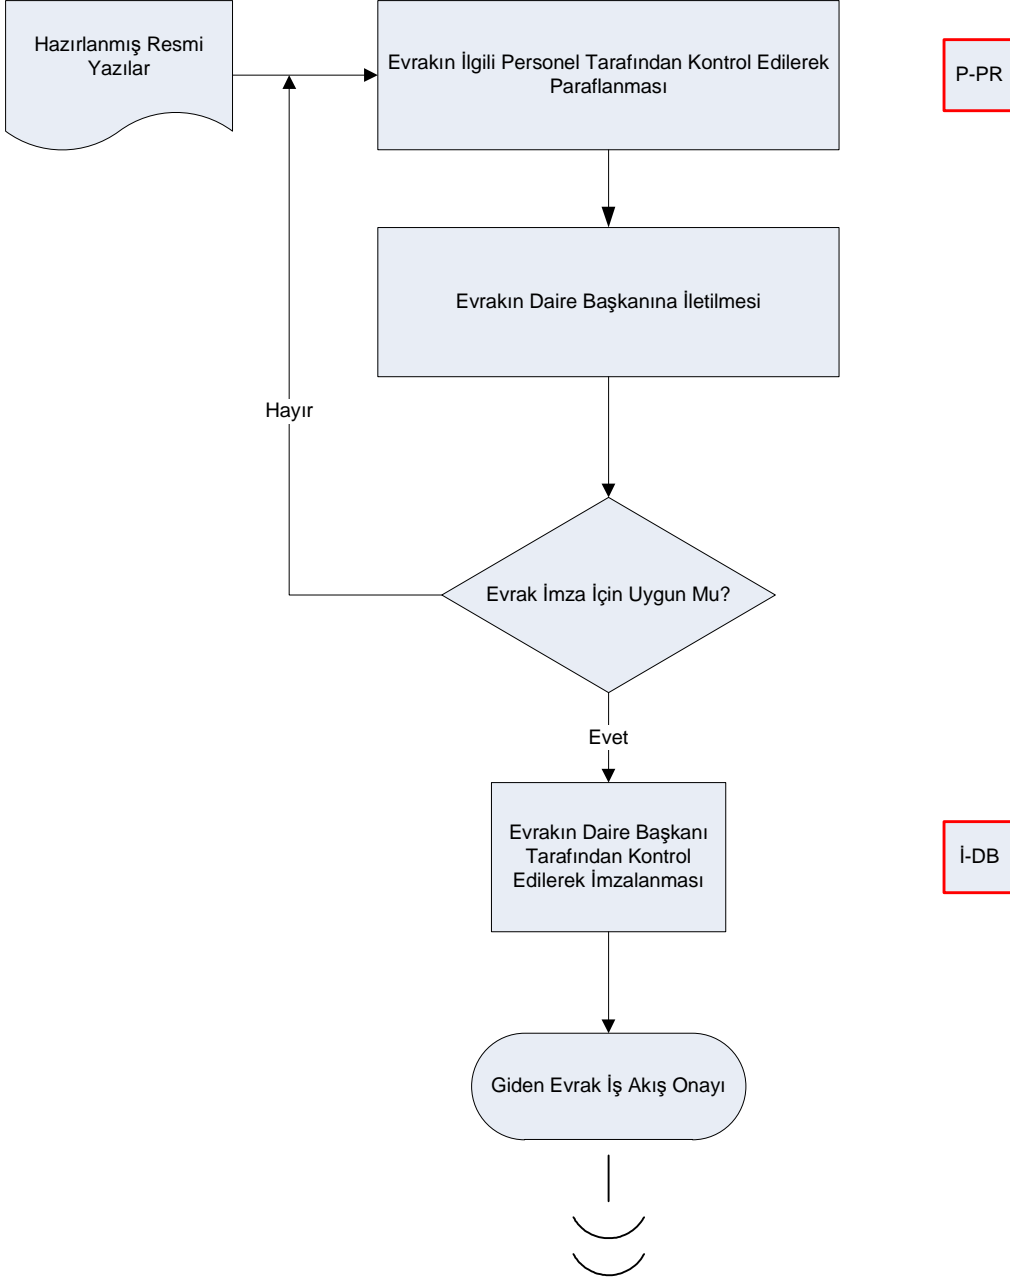 Hazırlanmış Resmi
Yazılar
Evrakın İlgili Personel Tarafından Kontrol Edilerek
Paraflanması
P-PR
Evrakın Daire Başkanına İletilmesi
Hayır
Evrak İmza İçin Uygun Mu?
Evet
Evrakın Daire Başkanı
Tarafından Kontrol
Edilerek İmzalanması
İ-DB
Giden Evrak İş Akış Onayı